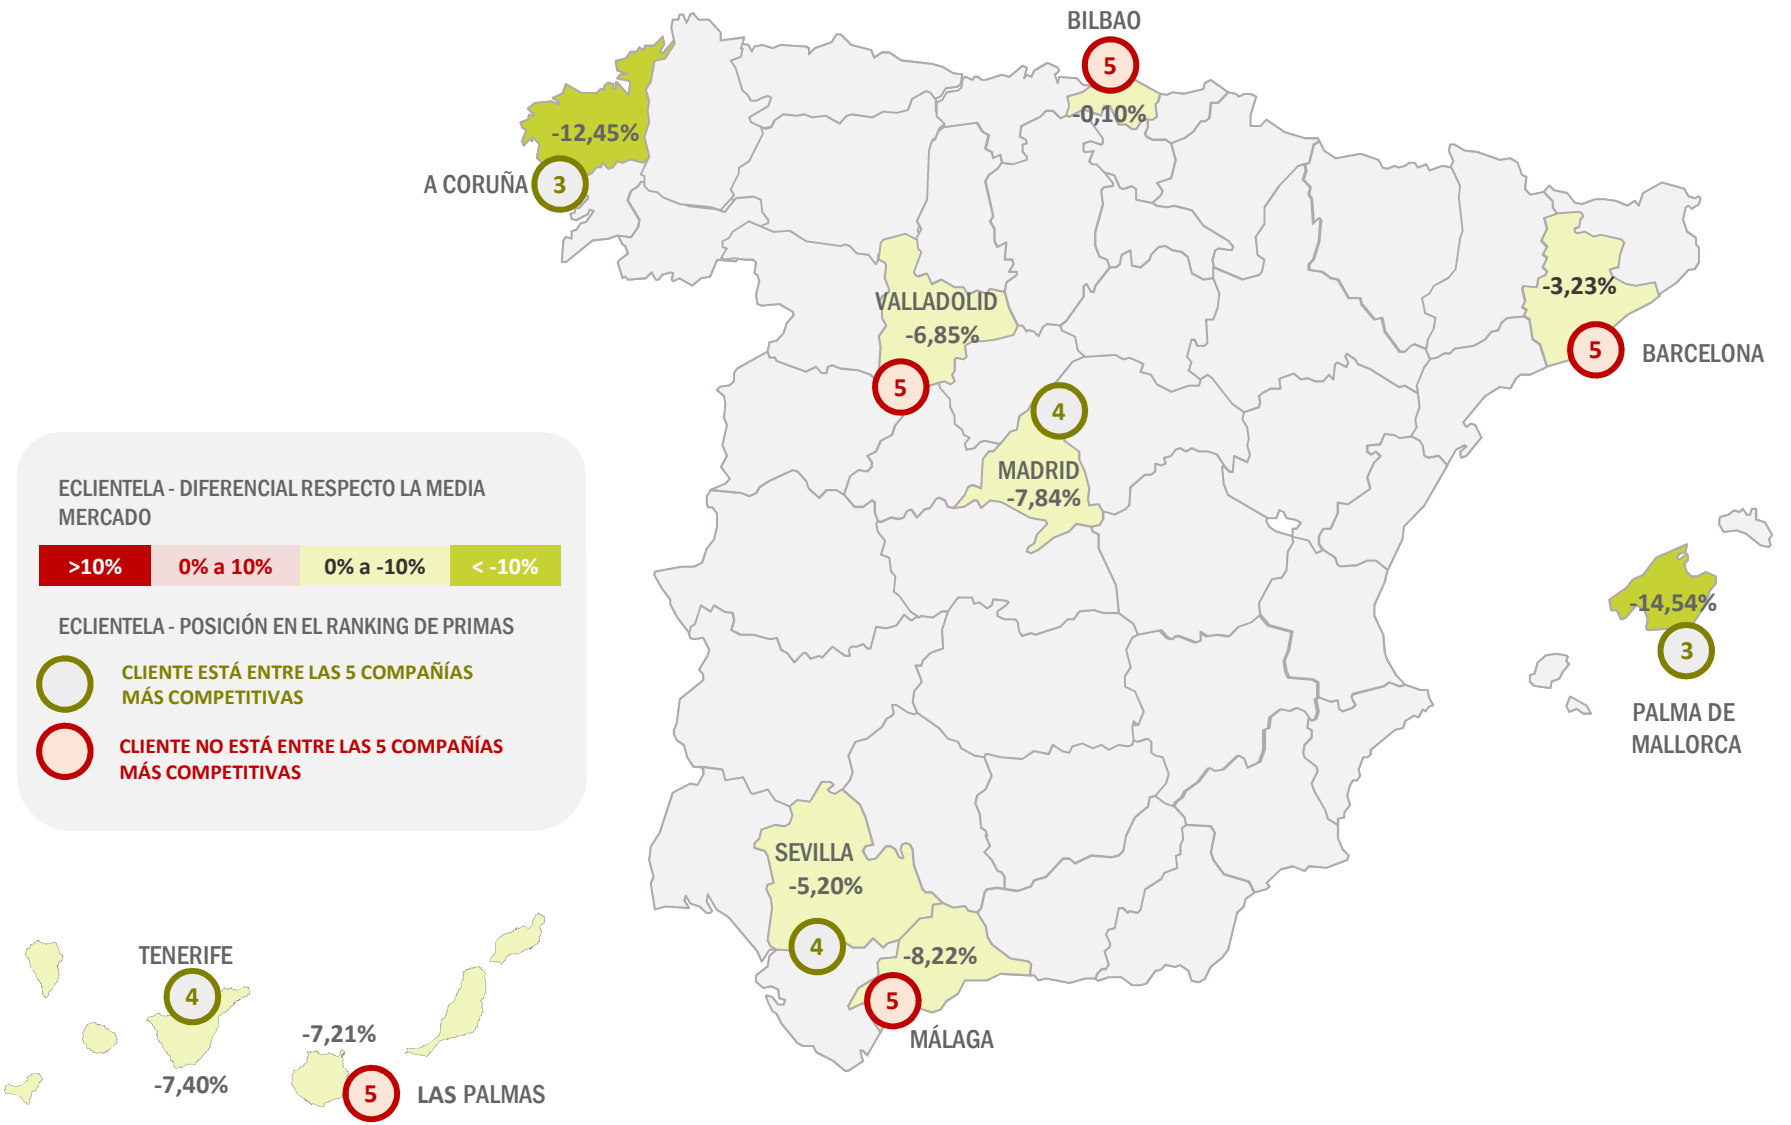 BILBAO
5
-0,10%
-12,45%
A CORUÑA
3
VALLADOLID
-6,85%
5
-3,23%
5
BARCELONA
4
MADRID
-7,84%
ECLIENTELA - DIFERENCIAL RESPECTO LA MEDIA
MERCADO
>10%
0% a 10%
0% a -10%
< -10%
ECLIENTELA - POSICIÓN EN EL RANKING DE PRIMAS
CLIENTE ESTÁ ENTRE LAS 5 COMPAÑÍAS
MÁS COMPETITIVAS
CLIENTE NO ESTÁ ENTRE LAS 5 COMPAÑÍAS
MÁS COMPETITIVAS
-14,54%
3
PALMA DE
MALLORCA
SEVILLA
-5,20%
4
-8,22%
5
MÁLAGA
TENERIFE
4
-7,40%
-7,21%
5
LAS PALMAS